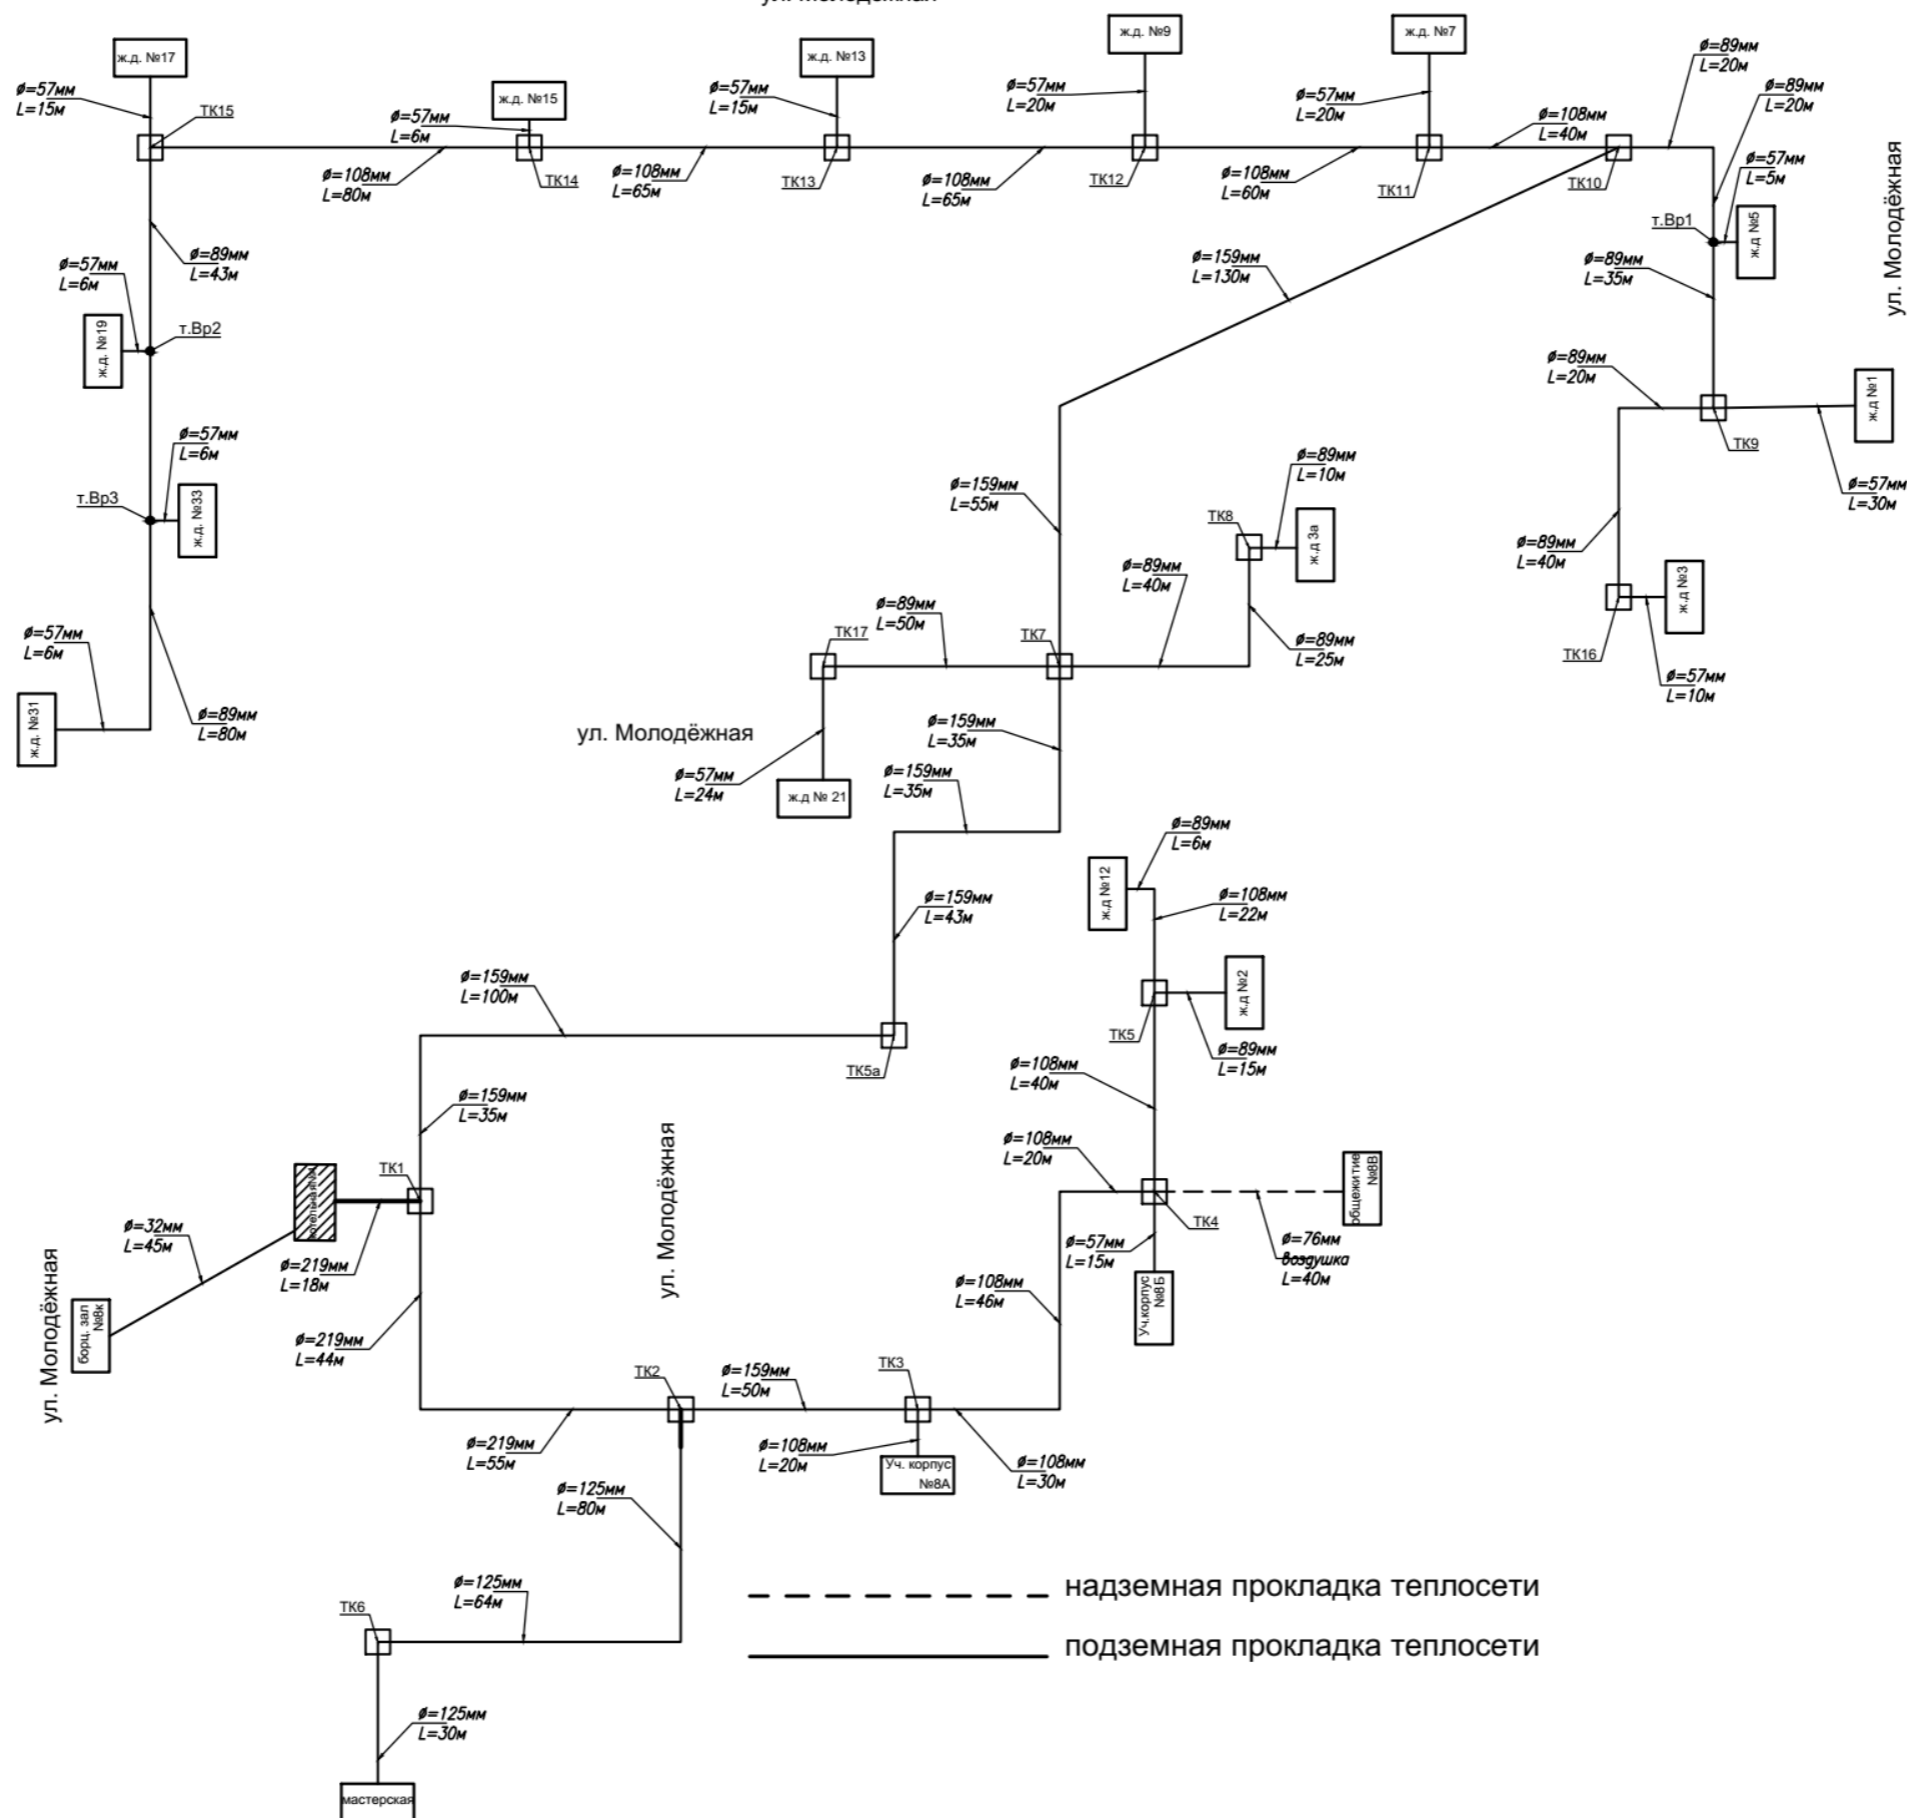 ж.д. №17
ж.д. №15
ж.д. №13
ж.д. №9
ж.д. №7
ø=57мм
L=15м
ТК15
ø=57мм
L=6м
ø=108мм
L=80м
ТК14
ø=57мм
L=15м
ø=108мм
L=65м
ТК13
ø=57мм
L=20м
ø=108мм
L=65м
ТК12
ø=57мм
L=20м
ø=108мм
L=60м
ТК11
ø=108мм
L=40м
ТК10
ø=89мм
L=20м
ø=89мм
L=20м
ø=57мм
L=5м
т.Вр1
ж.д №5
ул. Молодёжная
ø=89мм
L=35м
ø=159мм
L=130м
ø=89мм
L=43м
ø=57мм
L=6м
ж.д. №19
т.Вр2
ø=57мм
L=6м
т.Вр3
ж.д. №33
ø=57мм
L=6м
ж.д. №31
ø=89мм
L=80м
ø=89мм
L=20м
ж.д №1
ТК9
ø=57мм
L=30м
ø=89мм
L=40м
ж.д №3
ТК16
ø=57мм
L=10м
ø=159мм
L=55м
ø=89мм
L=10м
ТК8
ж.д 3а
ø=89мм
L=40м
ø=89мм
L=25м
ø=89мм
L=50м
ТК17
ТК7
ул. Молодёжная
ø=57мм
L=24м
ж.д № 21
ø=159мм
L=35м
ø=159мм
L=35м
ø=159мм
L=43м
ø=89мм
L=6м
ж.д №12
ø=108мм
L=22м
ж.д №2
ТК5
ø=89мм
L=15м
ø=159мм
L=100м
ТК5а
ø=108мм
L=40м
ø=159мм
L=35м
ТК1
ул. Молодёжная
ø=108мм
L=20м
общежитие
№8В
ТК4
ø=76мм
воздушка
L=40м
ø=57мм
L=15м
Уч.корпус
№8Б
ø=32мм
L=45м
ул. Молодёжная
борц. зал
№8к
ø=219мм
L=18м
ø=219мм
L=44м
ø=108мм
L=46м
ТК2
ø=159мм
L=50м
ТК3
ø=219мм
L=55м
ø=108мм
L=20м
Уч. корпус
№8А
ø=108мм
L=30м
ø=125мм
L=80м
ø=125мм
L=64м
ТК6
ø=125мм
L=30м
мастерская
надземная прокладка теплосети
подземная прокладка теплосети